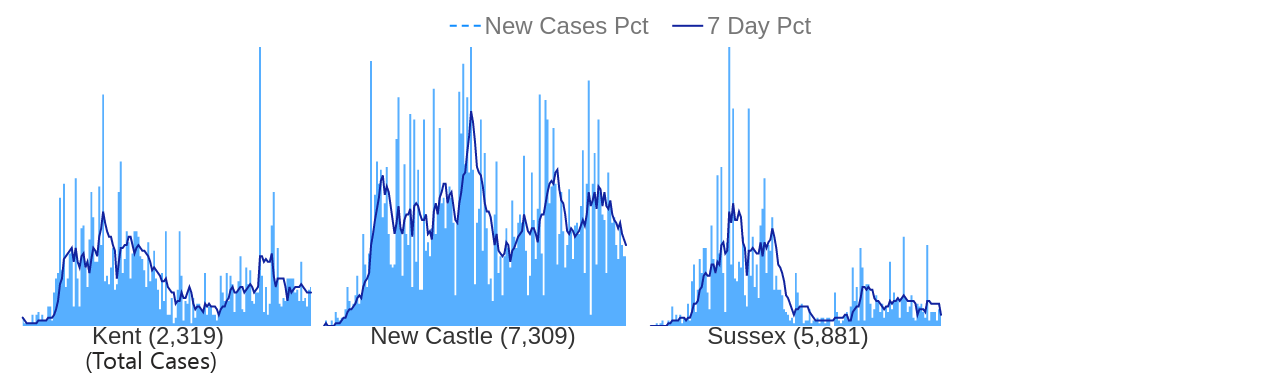 New Cases Pct 7 Day Pct
Kent (2,319) New Castle (7,309) Sussex (5,881)
(Total Cases)